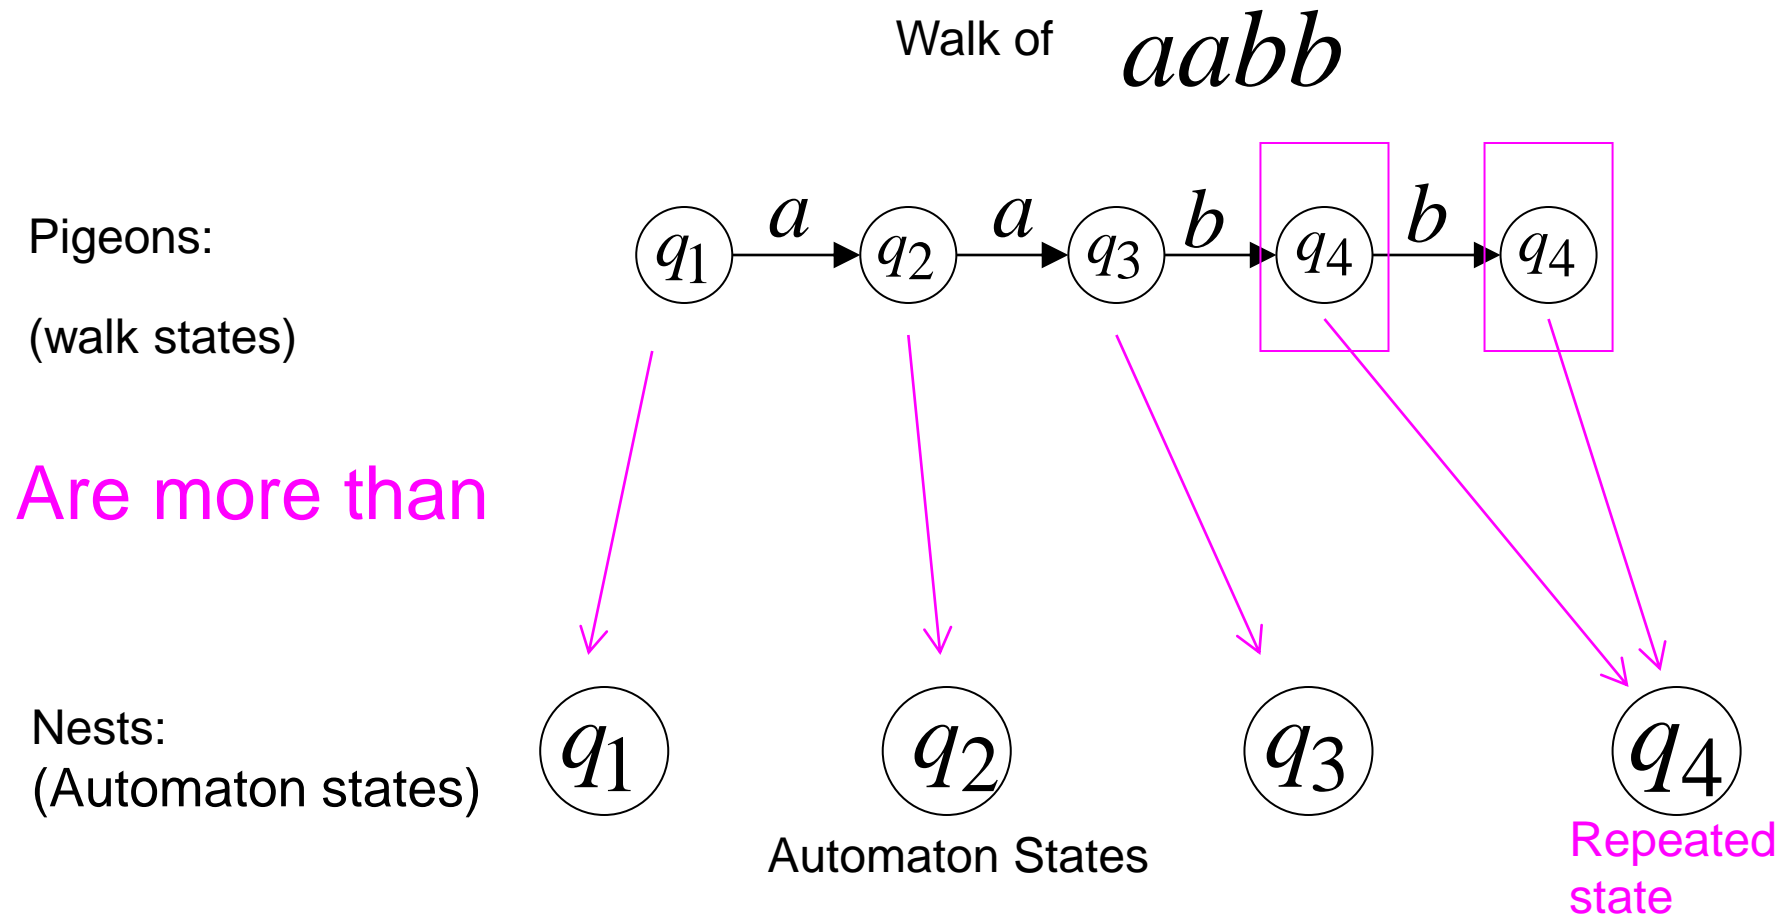 Walk of aabb
Pigeons:
q1 a q2 a q3 b q4 b q4
(walk states)
Are more than
Nests:
(Automaton states)
q1 q2 q3 q4
Automaton States
Repeated
state